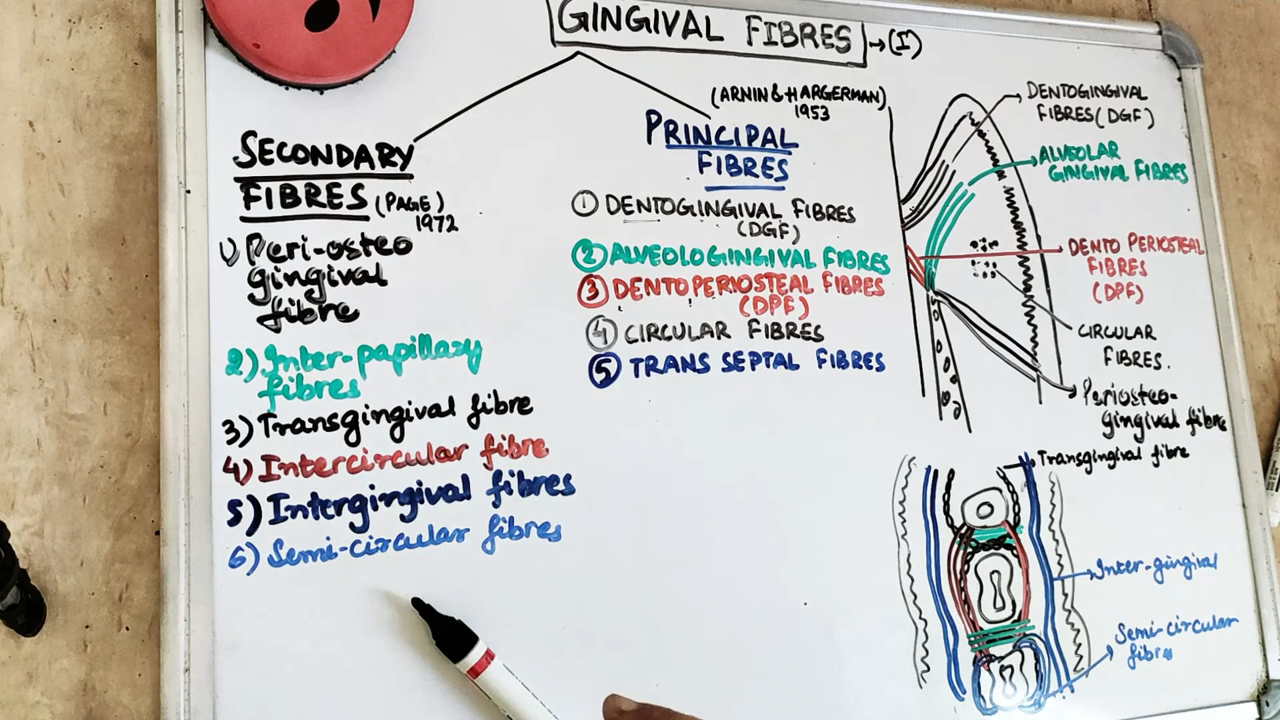 GINGIVAL FIBRES →(I)
SECONDARY
FIBRES (PAGE)
1972
1) Peri-osteo
gingival
fibre
2) Inter-papillary
fibres
3) Transgingival fibre
4) Intercircular fibre
5) Intergingival fibres
6) Semi-circular fibres
(ARNIN & HARGERMAN)
1953
PRINCIPAL
FIBRES
① DENTOGINGIVAL FIBRES
(DGF)
② ALVEOLOGINGIVAL FIBRES
③ DENTOPERIOSTEAL FIBRES
(DPF)
④ CIRCULAR FIBRES
⑤ TRANS SEPTAL FIBRES
DENTOGINGIVAL
FIBRES (DGF)
ALVEOLAR
GINGIVAL FIBRES
DENTO PERIOSTEAL
FIBRES
(DPF)
CIRCULAR
FIBRES.
Periosteo-
gingival fibre
Transgingival fibre
Inter-gingival
Semi-circular
fibre